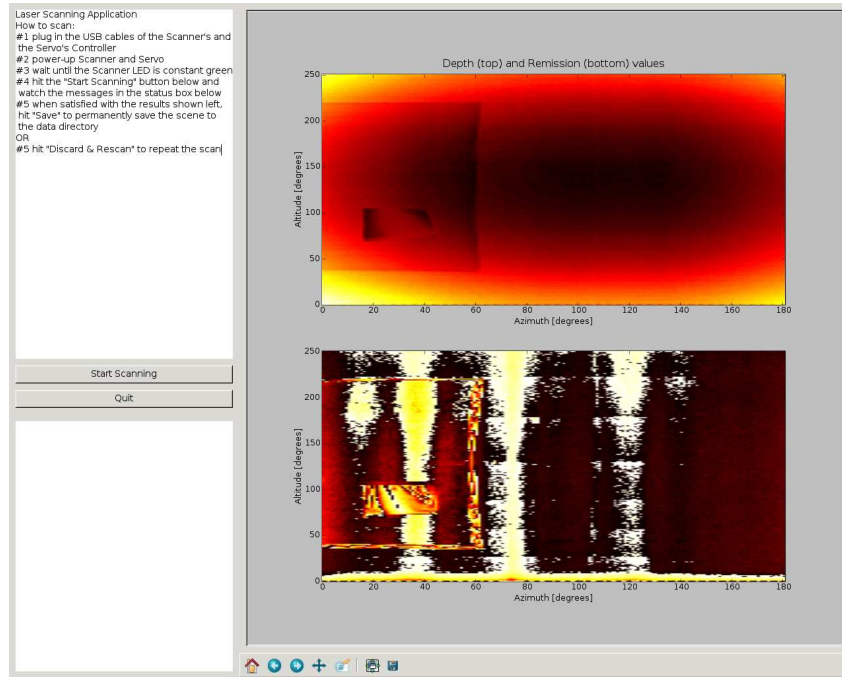 Laser Scanning Application
How to scan:
#1 plug in the USB cables of the Scanner's and
the Servo's Controller
#2 power-up Scanner and Servo
#3 wait until the Scanner LED is constant green
#4 hit the "Start Scanning" button below and
watch the messages in the status box below
#5 when satisfied with the results shown left,
hit "Save" to permanently save the scene to
the data directory
OR
#5 hit "Discard & Rescan" to repeat the scan
Start Scanning
Quit
Depth (top) and Remission (bottom) values
250
200
150
100
50
0
Altitude [degrees]
0 20 40 60 80 100 120 140 160 180
Azimuth [degrees]
250
200
150
100
50
0
Altitude [degrees]
0 20 40 60 80 100 120 140 160 180
Azimuth [degrees]